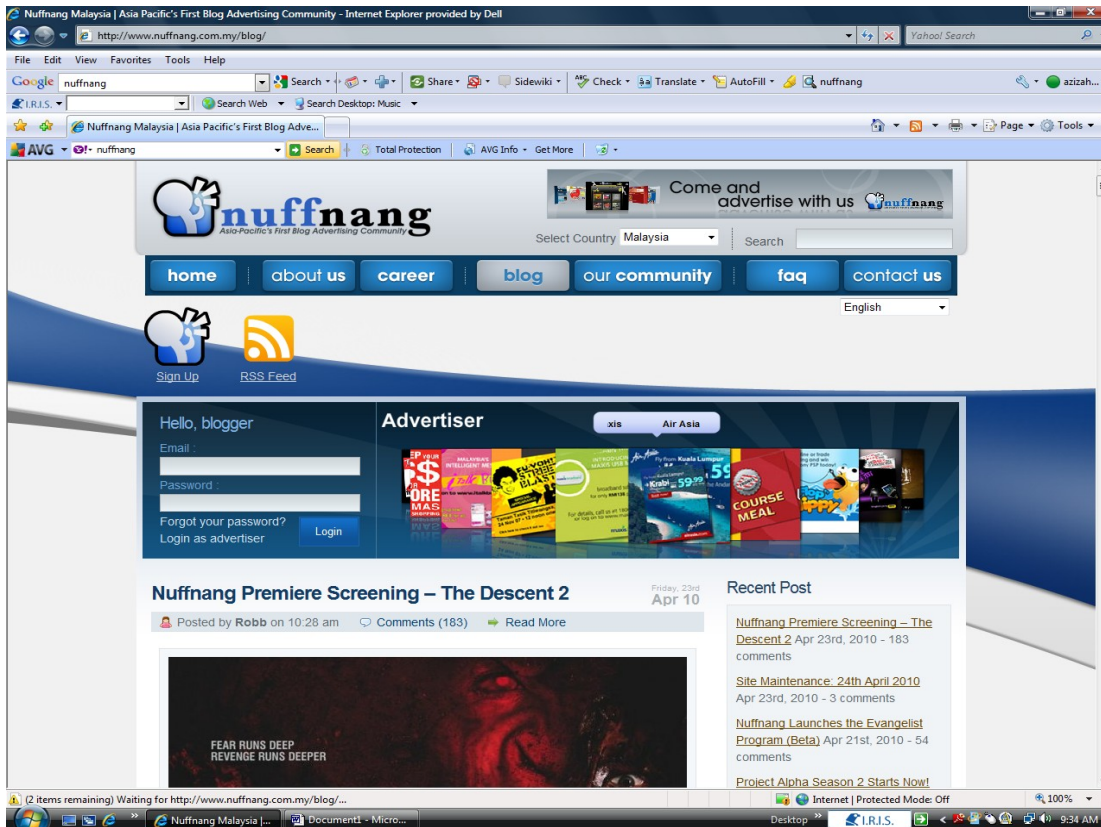 Nuffnang Malaysia | Asia Pacific's First Blog Advertising Community - Internet Explorer provided by Dell
http://www.nuffnang.com.my/blog/
Yahoo! Search
File Edit View Favorites Tools Help
Google nuffnang Search Share Sidewiki Check Translate AutoFill nuffnang azizah...
I.R.I.S. Search Web Search Desktop: Music
Nuffnang Malaysia | Asia Pacific's First Blog Adve... Page Tools
AVG nuffnang Search Total Protection AVG Info Get More
nuffnang
Asia-Pacific's First Blog Advertising Community
Come and
advertise with us nuffnang
Select Country Malaysia Search
home about us career blog our community faq contact us
English
Sign Up RSS Feed
Hello, blogger
Email :
Password :
Forgot your password?
Login as advertiser
Login
Advertiser
xis Air Asia
Fly from Kuala Lumpur
Krabi 59.99
COURSE
MEAL
Nuffnang Premiere Screening – The Descent 2
Friday, 23rd
Apr 10
Posted by Robb on 10:28 am Comments (183) Read More
FEAR RUNS DEEP
REVENGE RUNS DEEPER
Recent Post
Nuffnang Premiere Screening – The
Descent 2 Apr 23rd, 2010 - 183
comments
Site Maintenance: 24th April 2010
Apr 23rd, 2010 - 3 comments
Nuffnang Launches the Evangelist
Program (Beta) Apr 21st, 2010 - 54
comments
Project Alpha Season 2 Starts Now!
(2 items remaining) Waiting for http://www.nuffnang.com.my/blog/...
Internet | Protected Mode: Off 100%
Nuffnang Malaysia |... Document1 - Micro... Desktop I.R.I.S. 9:34 AM